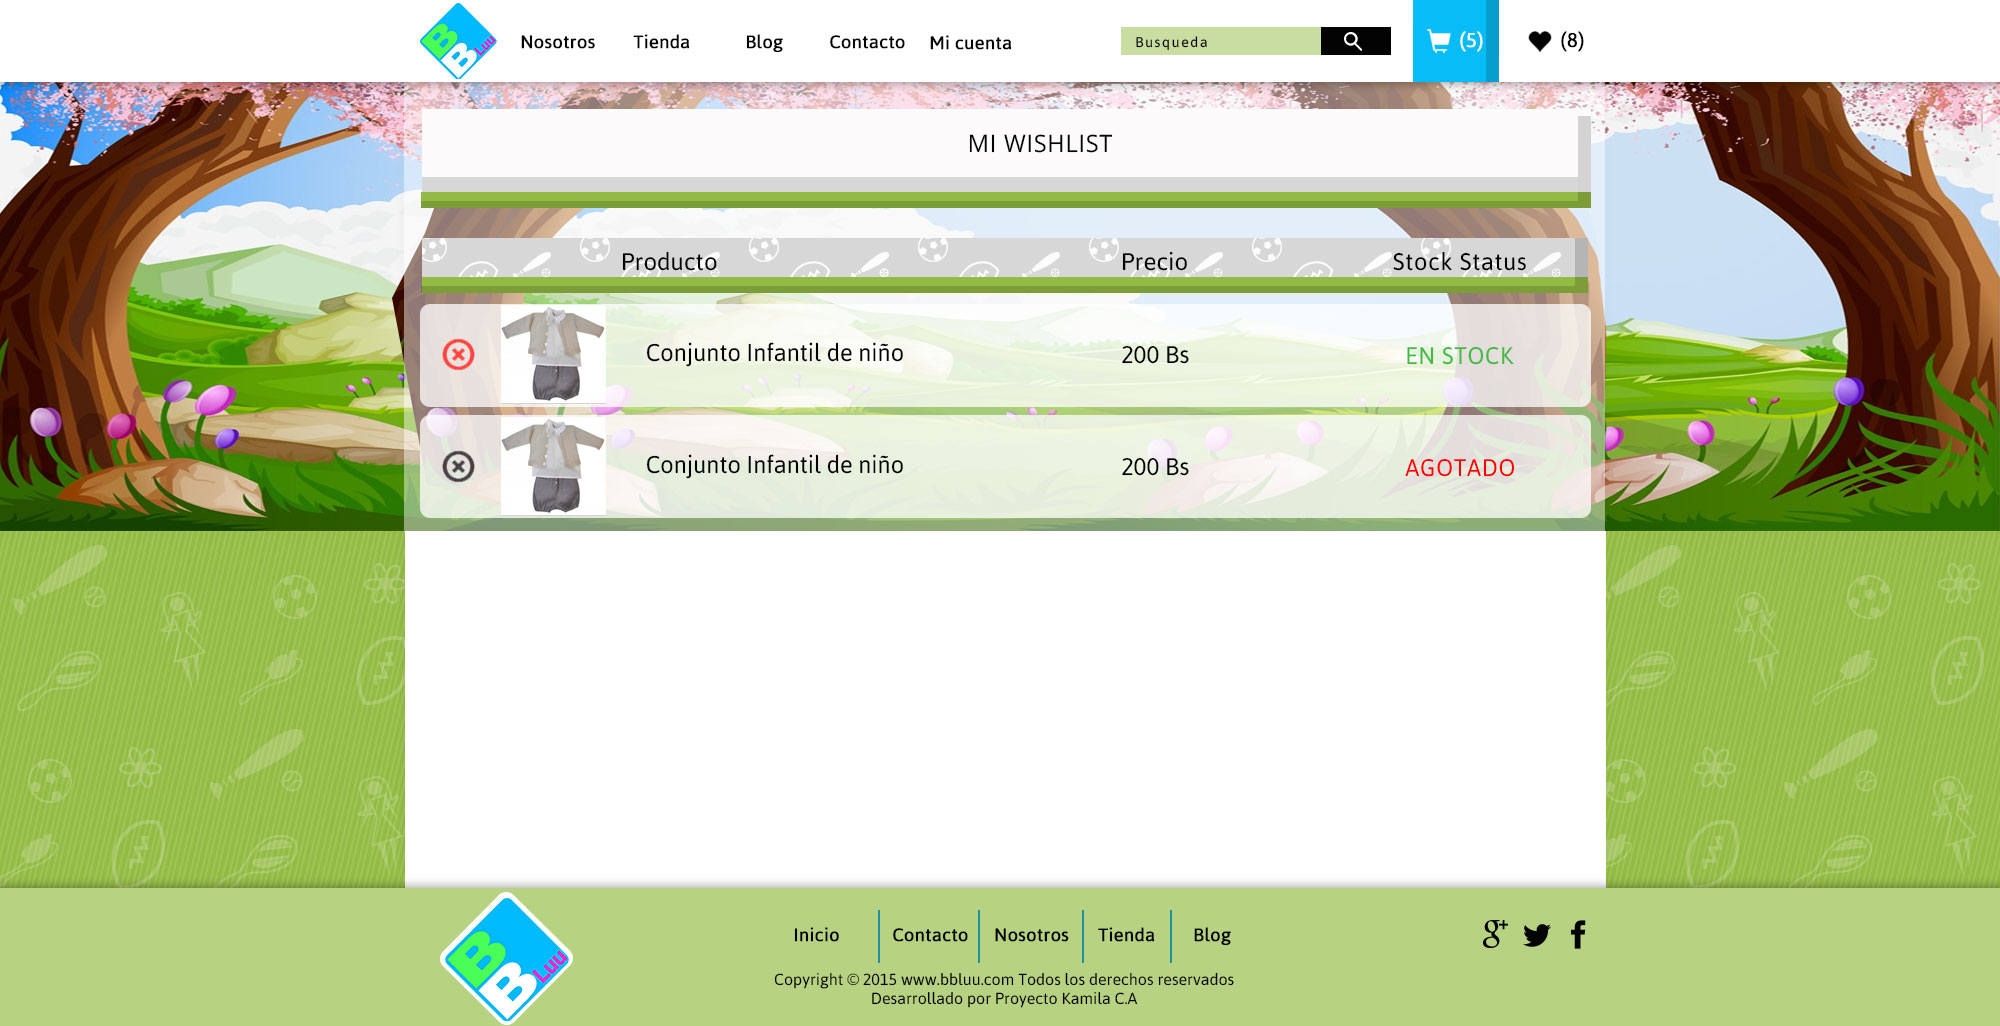 BB Luu
Nosotros Tienda Blog Contacto Mi cuenta
Busqueda
(5)
(8)
MI WISHLIST
Producto Precio Stock Status
Conjunto Infantil de niño 200 Bs EN STOCK
Conjunto Infantil de niño 200 Bs AGOTADO
BB Luu
Inicio Contacto Nosotros Tienda Blog
g+
Copyright © 2015 www.bbluu.com Todos los derechos reservados
Desarrollado por Proyecto Kamila C.A